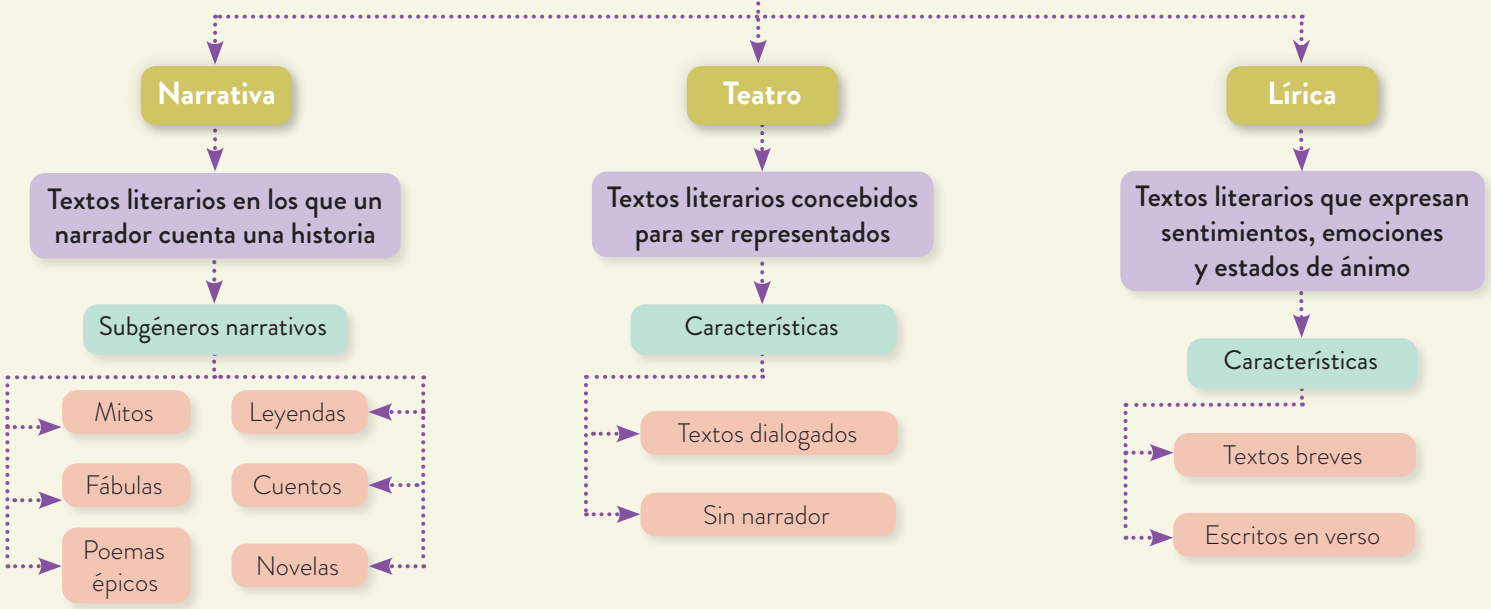 Narrativa
Textos literarios en los que un
narrador cuenta una historia
Subgéneros narrativos
Mitos
Leyendas
Fábulas
Cuentos
Poemas
épicos
Novelas
Teatro
Textos literarios concebidos
para ser representados
Características
Textos dialogados
Sin narrador
Lírica
Textos literarios que expresan
sentimientos, emociones
y estados de ánimo
Características
Textos breves
Escritos en verso